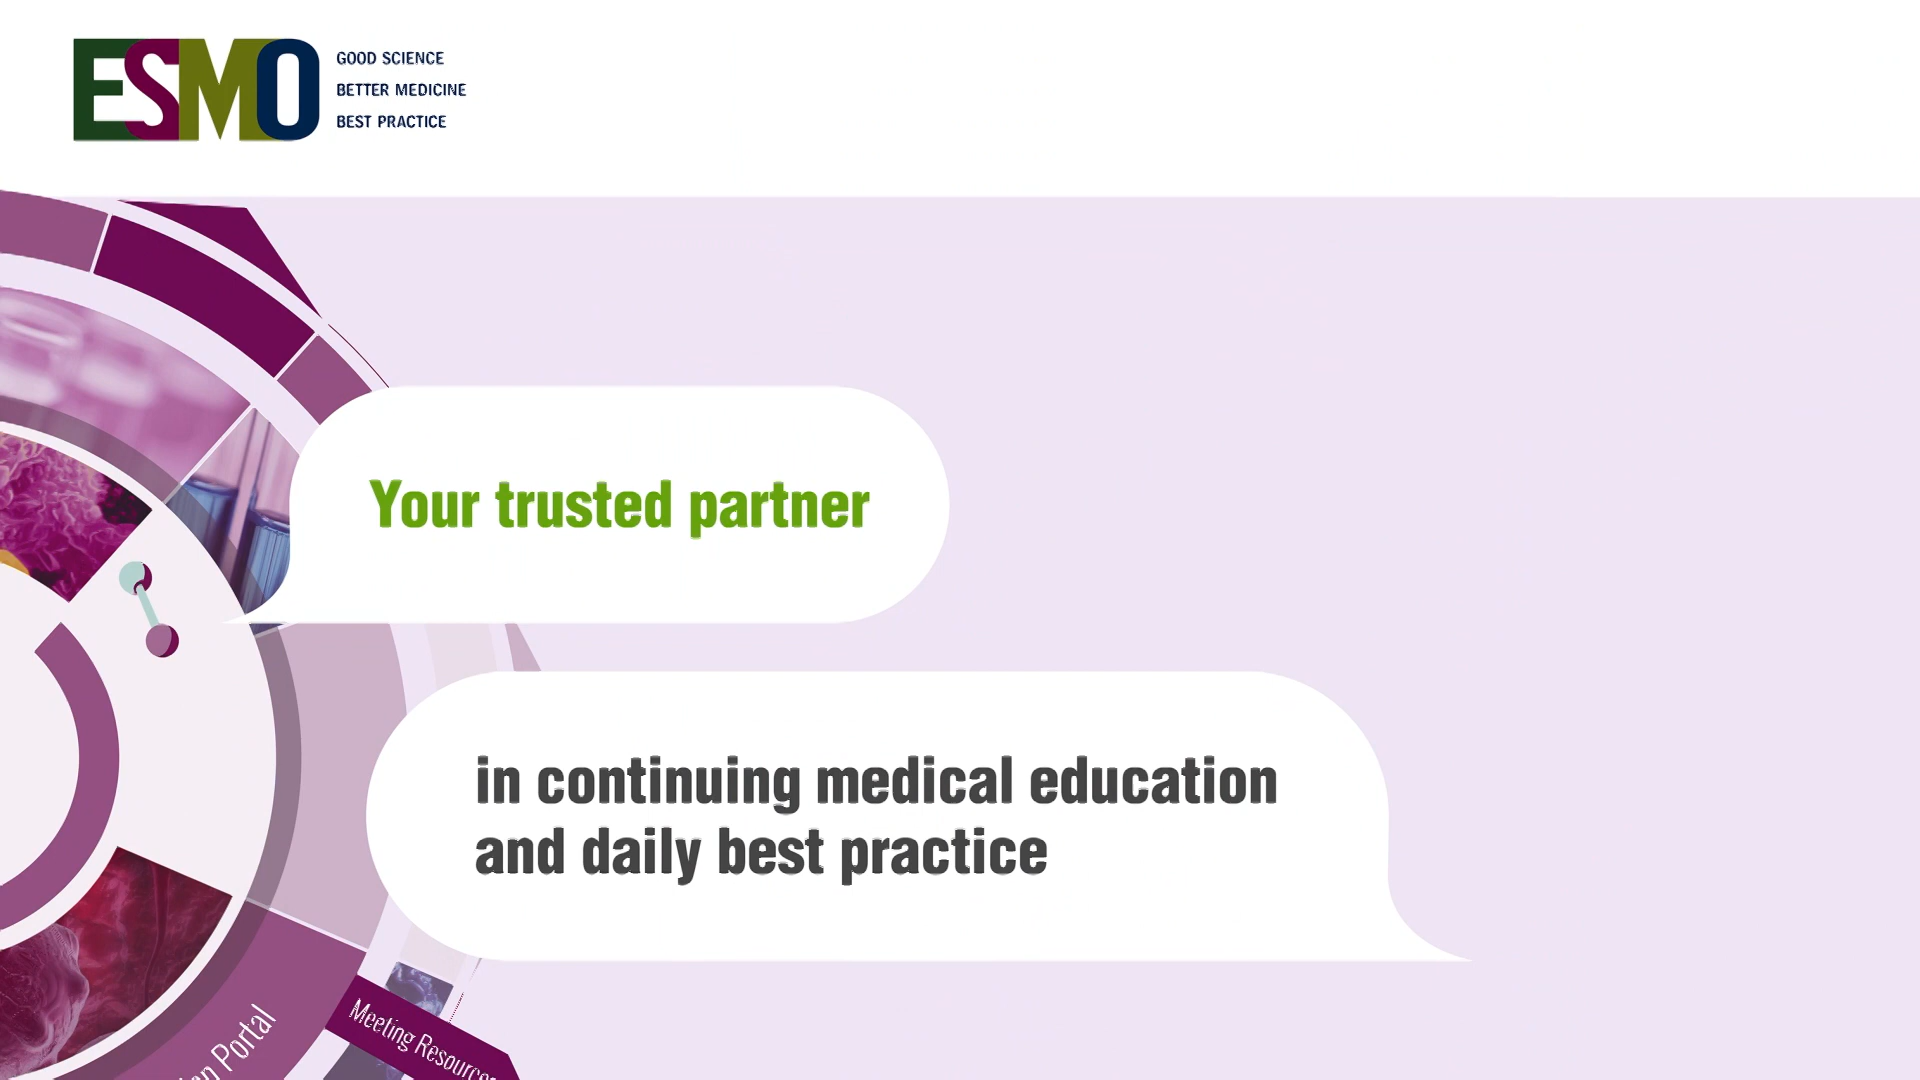 ESMO
GOOD SCIENCE
BETTER MEDICINE
BEST PRACTICE
Your trusted partner
in continuing medical education
and daily best practice
Portal
Meeting